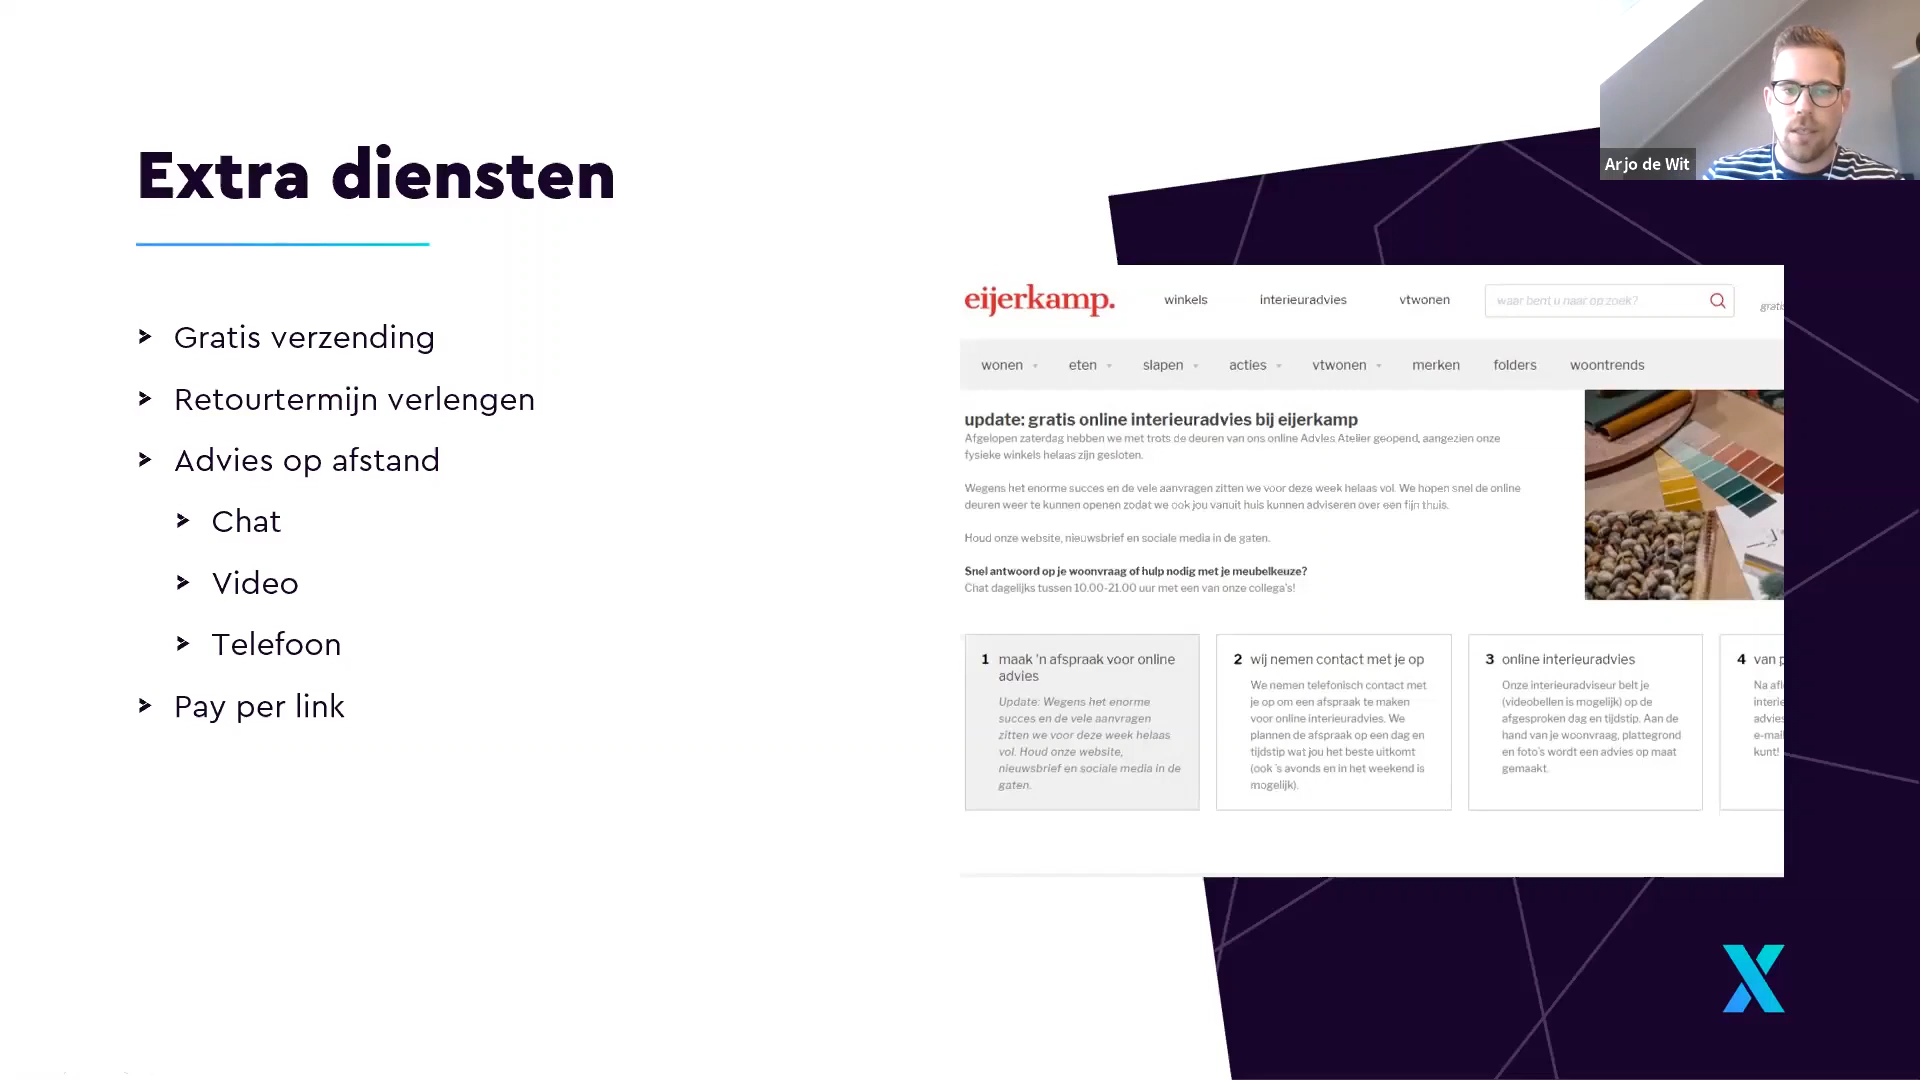 Extra diensten
Gratis verzending
Retourtermijn verlengen
Advies op afstand
Chat
Video
Telefoon
Pay per link
Arjo de Wit
eijerkamp.
winkels
interieuradvies
vtwonen
waar bent u naar op zoek?
gratis
wonen
eten
slapen
acties
vtwonen
merken
folders
woontrends
update: gratis online interieuradvies bij eijerkamp
Afgelopen zaterdag hebben we met trots de deuren van ons online Advies Atelier geopend, aangezien onze
fysieke winkels helaas zijn gesloten.
Wegens het enorme succes en de vele aanvragen zitten we voor deze week helaas vol. We hopen snel de online
deuren weer te kunnen openen zodat we ook jou vanuit huis kunnen adviseren over een fijn thuis.
Houd onze website, nieuwsbrief en sociale media in de gaten.
Snel antwoord op je woonvraag of hulp nodig met je meubelkeuze?
Chat dagelijks tussen 10.00-21.00 uur met een van onze collega's!
1 maak 'n afspraak voor online
advies
Update: Wegens het enorme
succes en de vele aanvragen
zitten we voor deze week helaas
vol. Houd onze website,
nieuwsbrief en sociale media in de
gaten.
2 wij nemen contact met je op
We nemen telefonisch contact met
je op om een afspraak te maken
voor online interieuradvies. We
plannen de afspraak op een dag en
tijdstip wat jou het beste uitkomt
(ook 's avonds en in het weekend is
mogelijk).
3 online interieuradvies
Onze interieuradviseur belt je
(videobellen is mogelijk) op de
afgesproken dag en tijdstip. Aan de
hand van je woonvraag, plattegrond
en foto's wordt een advies op maat
gemaakt.
4 van
Na
advies
kunt!